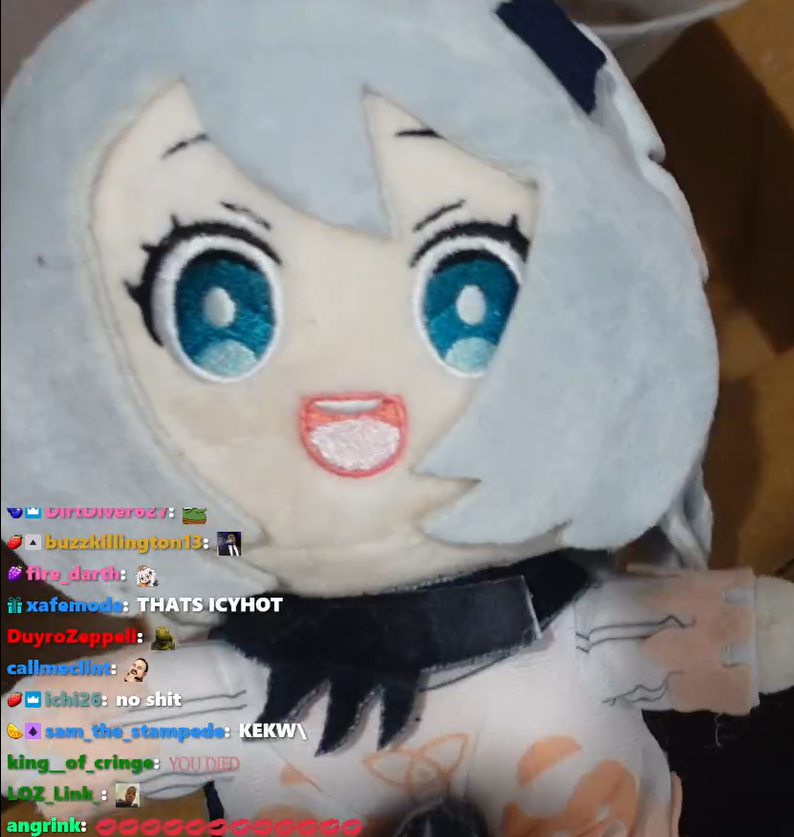 DirtDiver627:
buzzkillington13:
fire_darth:
xafemode: THATS ICYHOT
DuyroZeppeli:
callmeclint:
ichi26: no shit
sam_the_stampede: KEKW\
king__of_cringe: YOU DIED
LOZ_Link_:
angrink: